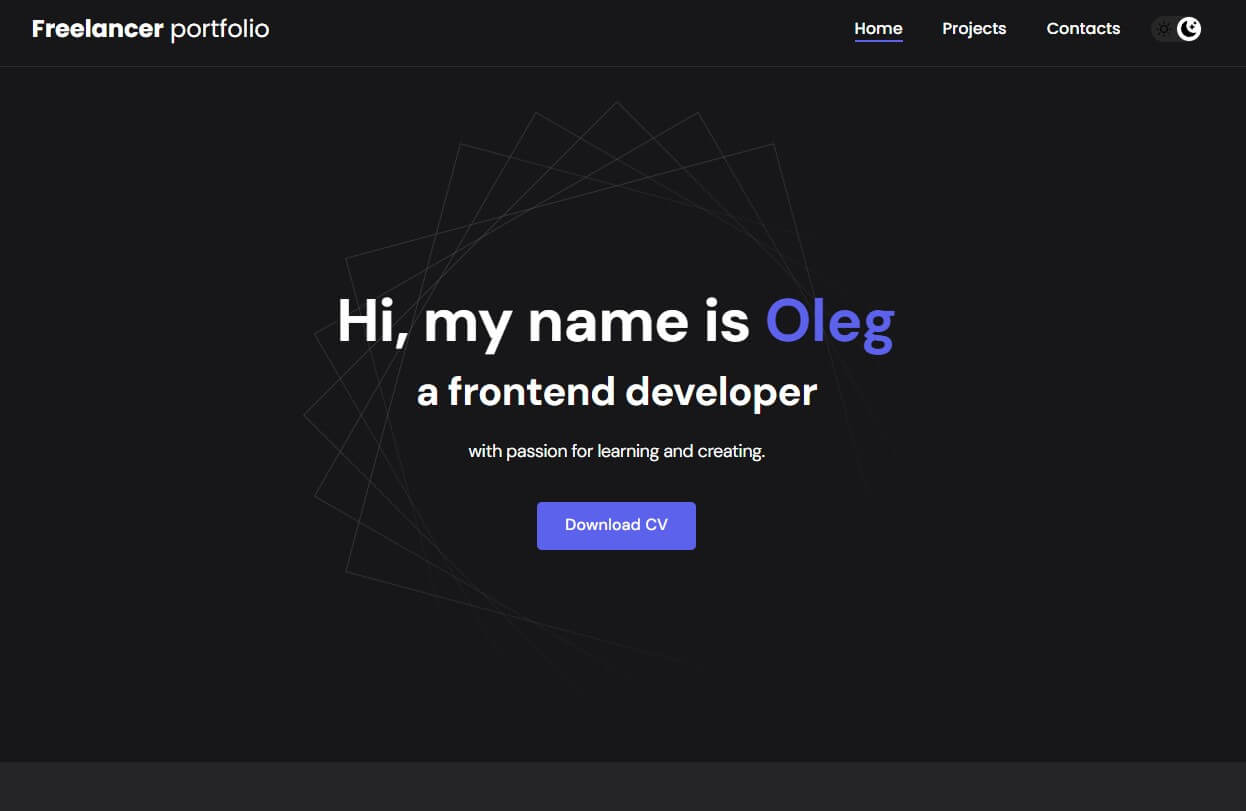 Freelancer portfolio
Home Projects Contacts
Hi, my name is Oleg
a frontend developer
with passion for learning and creating.
Download CV